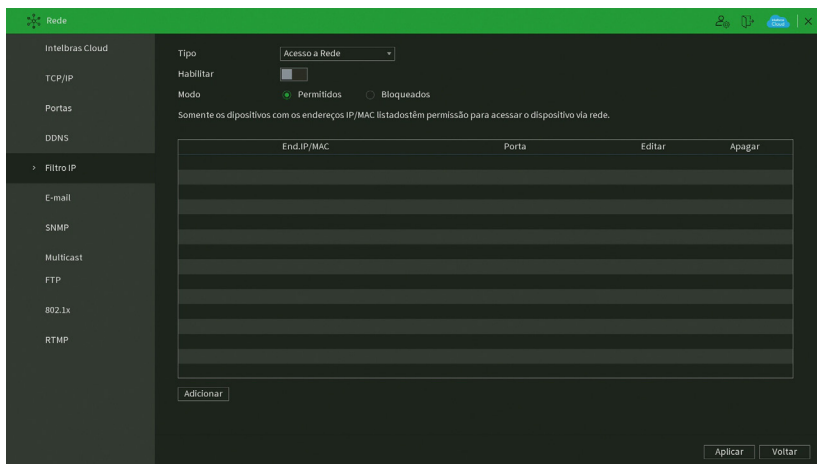 Rede
Intelbras Cloud
TCP/IP
Portas
DDNS
Filtro IP
E-mail
SNMP
Multicast
FTP
802.1x
RTMP
Tipo Acesso a Rede
Habilitar
Modo Permitidos Bloqueados
Somente os dipositivos com os endereços IP/MAC listadostêm permissão para acessar o dispositivo via rede.
End.IP/MAC Porta Editar Apagar
Adicionar
Aplicar Voltar